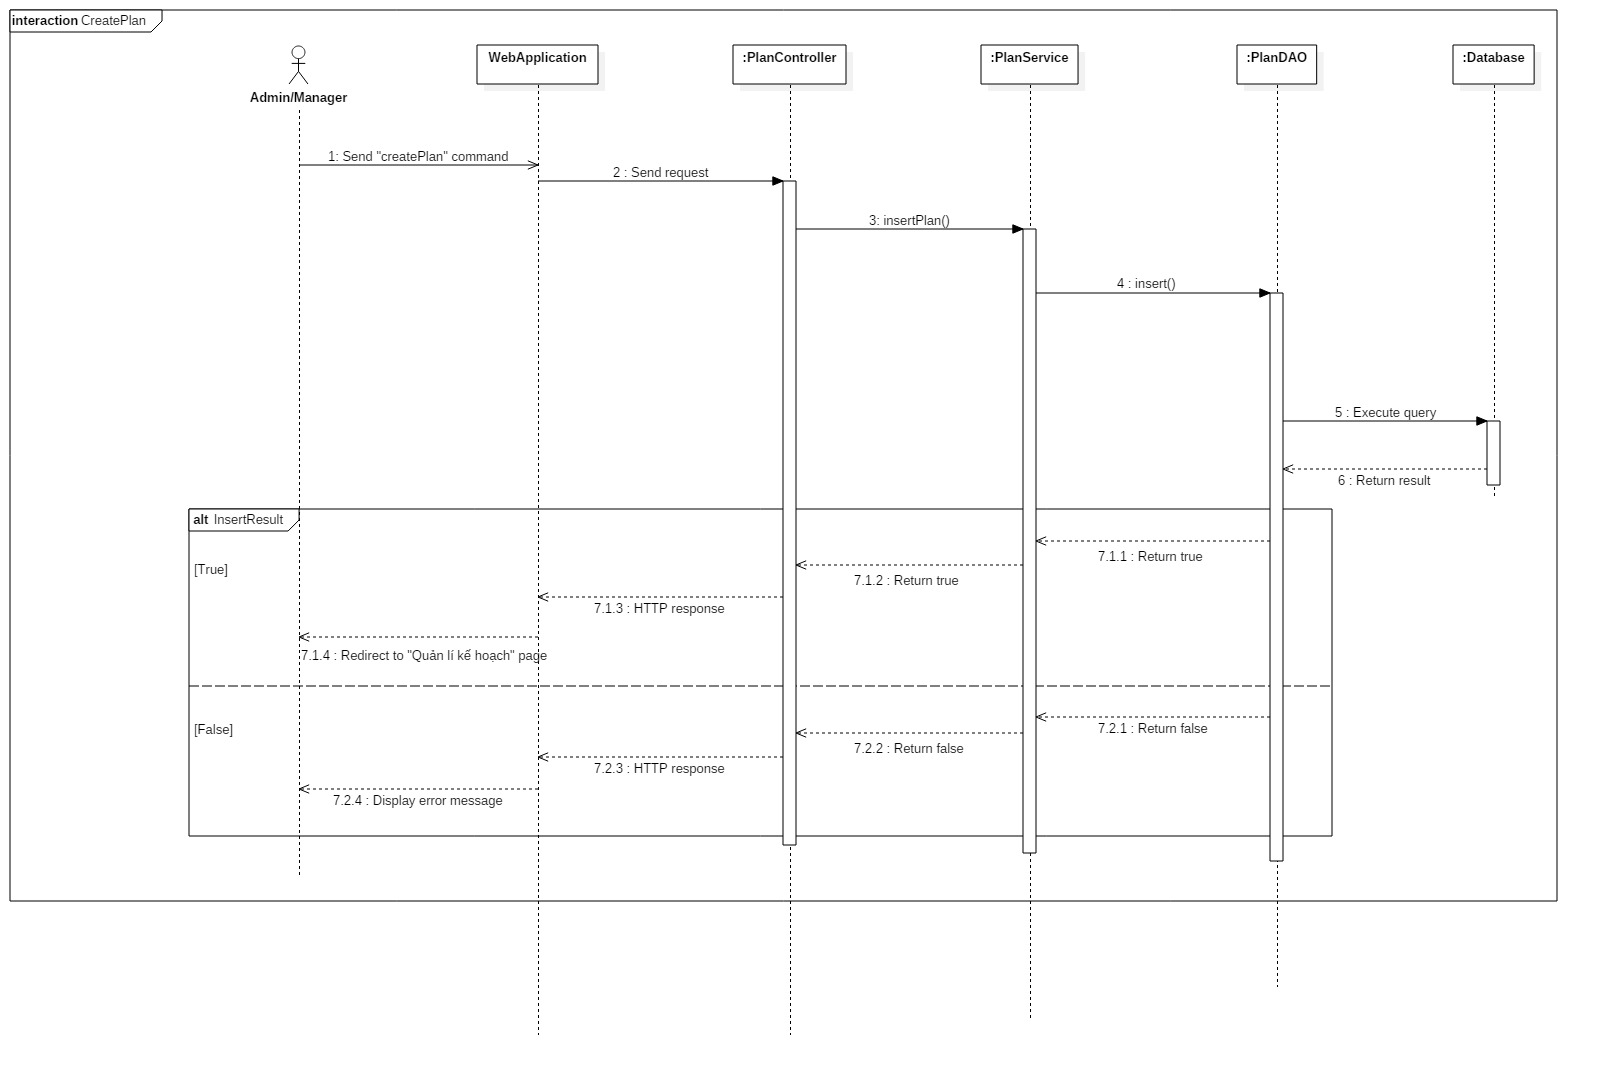 interaction CreatePlan
Admin/Manager
WebApplication
:PlanController
:PlanService
:PlanDAO
:Database
1: Send "createPlan" command
2 : Send request
3: insertPlan()
4 : insert()
5 : Execute query
6 : Return result
alt InsertResult
[True]
7.1.1 : Return true
7.1.2 : Return true
7.1.3 : HTTP response
7.1.4 : Redirect to "Quản lí kế hoạch" page
[False]
7.2.1 : Return false
7.2.2 : Return false
7.2.3 : HTTP response
7.2.4 : Display error message